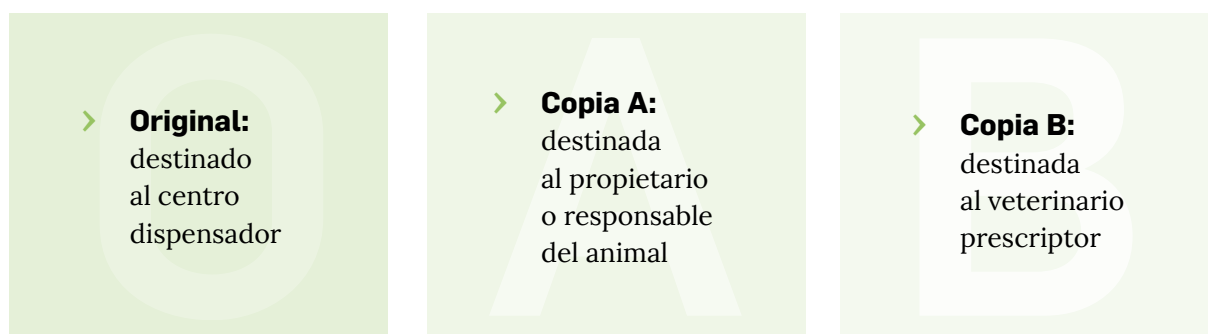 O
Original:
destinado
al centro
dispensador
A
Copia A:
destinada
al propietario
o responsable
del animal
B
Copia B:
destinada
al veterinario
prescriptor